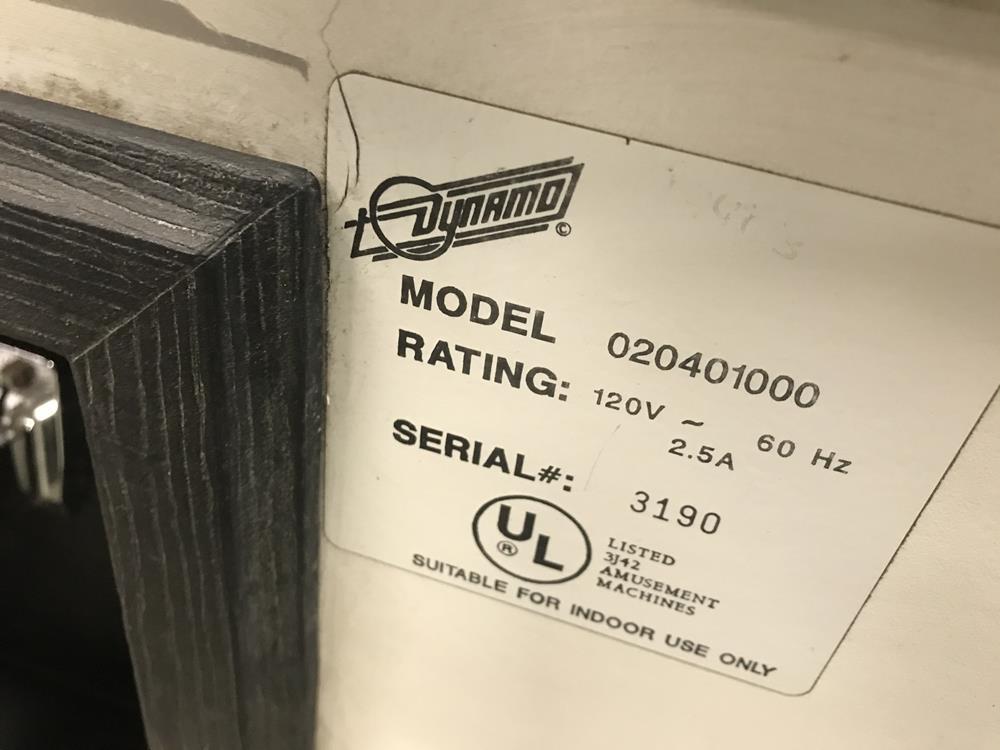 DYNAMO ©
MODEL 020401000
RATING: 120V ~ 60 Hz
2.5A
SERIAL#: 3190
UL ®
LISTED
3J42
AMUSEMENT
MACHINES
SUITABLE FOR INDOOR USE ONLY